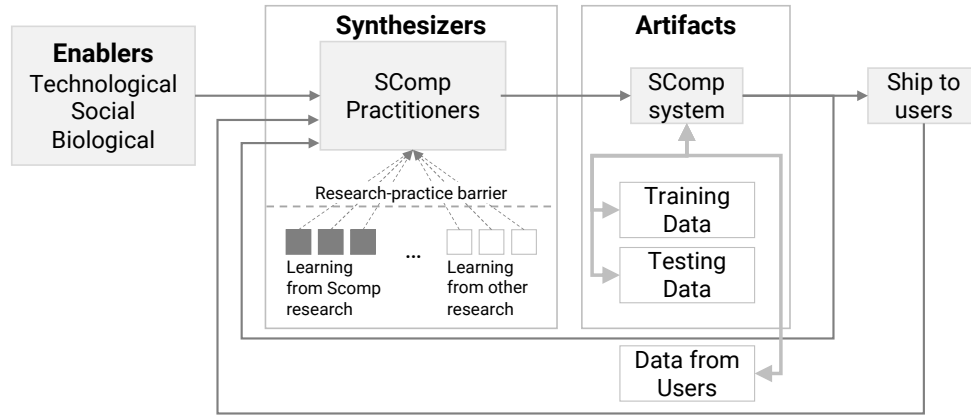 Enablers
Technological
Social
Biological
Synthesizers
SComp
Practitioners
Research-practice barrier
...
Learning
from Scomp
research
Learning
from other
research
Artifacts
SComp
system
Training
Data
Testing
Data
Data from
Users
Ship to
users